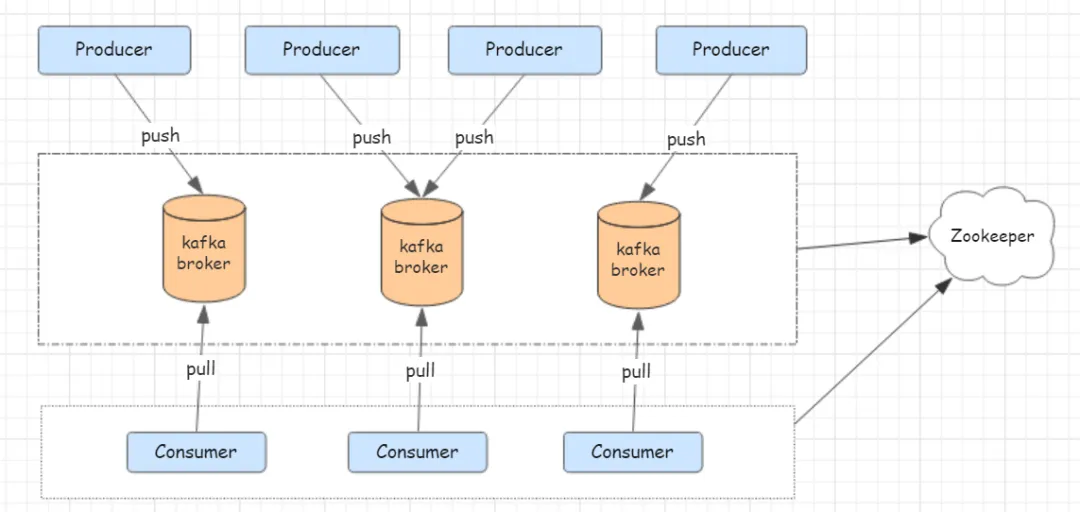 Producer
Producer
Producer
Producer
push
push
push
push
kafka
broker
kafka
broker
kafka
broker
Zookeeper
pull
pull
pull
Consumer
Consumer
Consumer